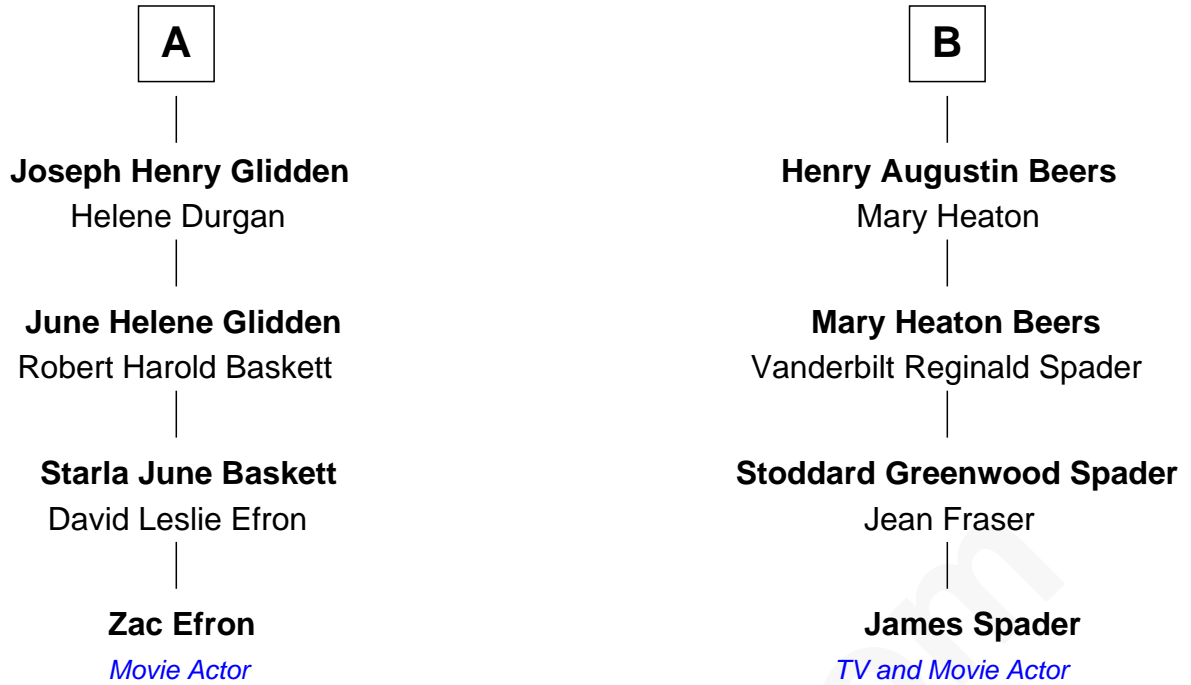 A
Joseph Henry Glidden
Helene Durgan
June Helene Glidden
Robert Harold Baskett
Starla June Baskett
David Leslie Efron
Zac Efron
Movie Actor
B
Henry Augustin Beers
Mary Heaton
Mary Heaton Beers
Vanderbilt Reginald Spader
Stoddard Greenwood Spader
Jean Fraser
James Spader
TV and Movie Actor